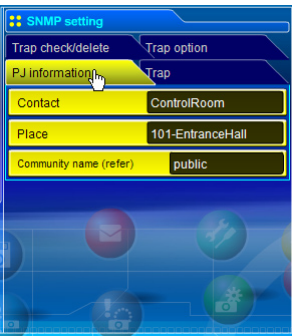 SNMP setting
Trap check/delete Trap option
PJ information Trap
Contact ControlRoom
Place 101-EntranceHall
Community name (refer) public